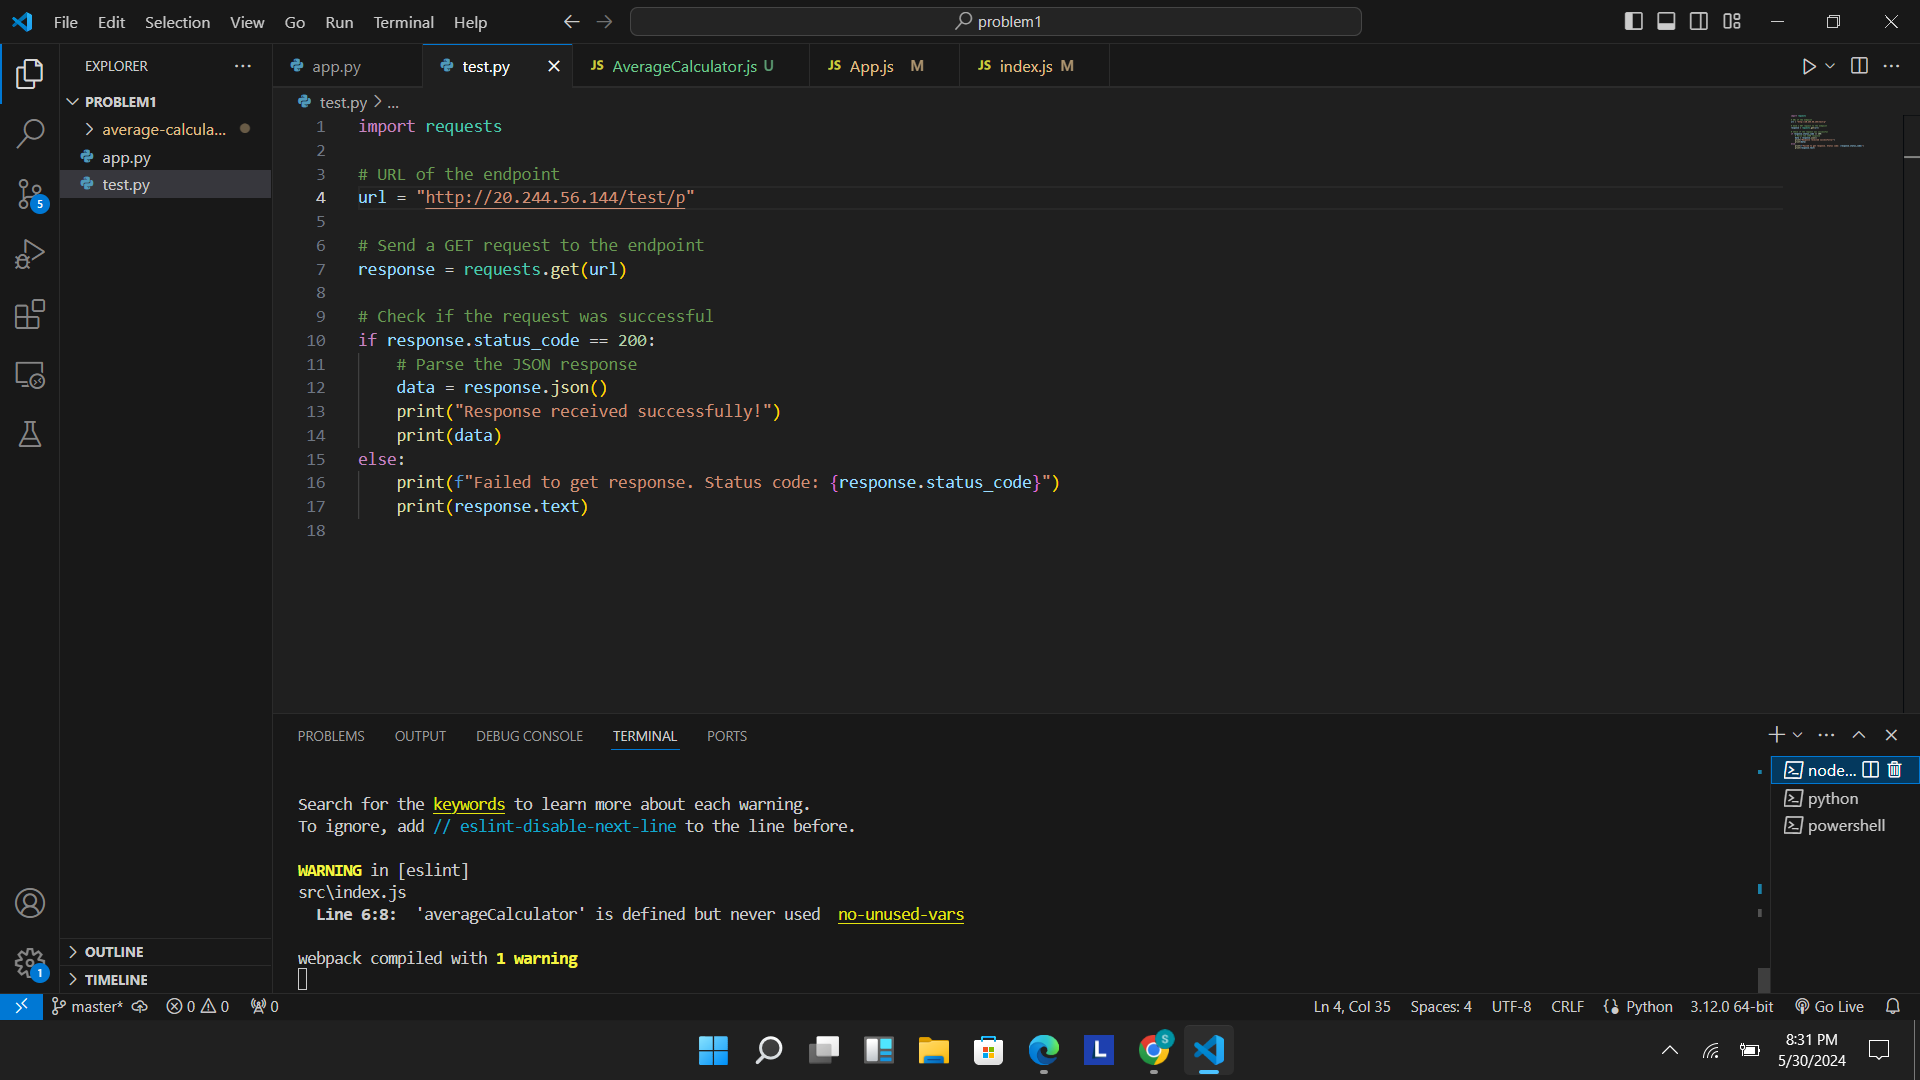 File Edit Selection View Go Run Terminal Help
problem1
EXPLORER
PROBLEM1
average-calcula...
app.py
test.py
OUTLINE
TIMELINE
5
1
app.py
test.py
JS AverageCalculator.js U
JS App.js M
JS index.js M
test.py > ...
1 import requests
2
3 # URL of the endpoint
4 url = "http://20.244.56.144/test/p"
5
6 # Send a GET request to the endpoint
7 response = requests.get(url)
8
9 # Check if the request was successful
10 if response.status_code == 200:
11 # Parse the JSON response
12 data = response.json()
13 print("Response received successfully!")
14 print(data)
15 else:
16 print(f"Failed to get response. Status code: {response.status_code}")
17 print(response.text)
18
PROBLEMS OUTPUT DEBUG CONSOLE TERMINAL PORTS
Search for the keywords to learn more about each warning.
To ignore, add // eslint-disable-next-line to the line before.
WARNING in [eslint]
src\index.js
Line 6:8: 'averageCalculator' is defined but never used no-unused-vars
webpack compiled with 1 warning
node...
python
powershell
master* 0 0 0
Ln 4, Col 35 Spaces: 4 UTF-8 CRLF Python 3.12.0 64-bit Go Live
L
S
8:31 PM
5/30/2024